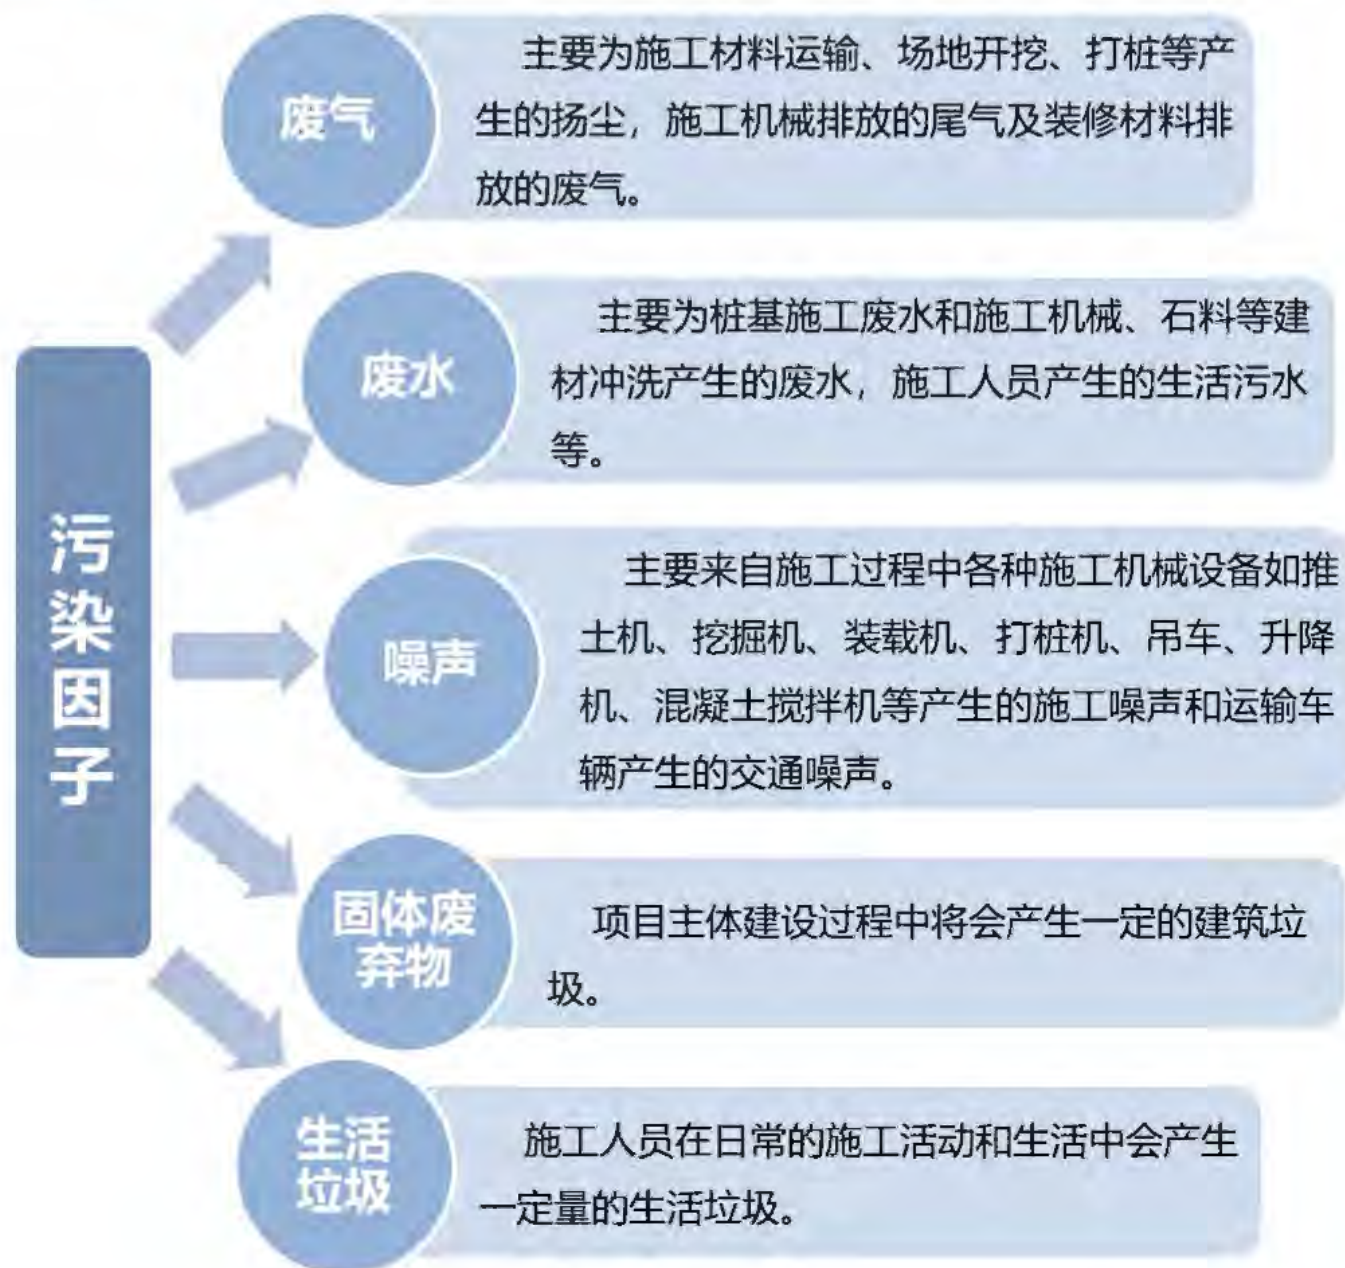 污染因子
废气
主要为施工材料运输、场地开挖、打桩等产
生的扬尘，施工机械排放的尾气及装修材料排
放的废气。
废水
主要为桩基施工废水和施工机械、石料等建
材冲洗产生的废水，施工人员产生的生活污水
等。
噪声
主要来自施工过程中各种施工机械设备如推
土机、挖掘机、装载机、打桩机、吊车、升降
机、混凝土搅拌机等产生的施工噪声和运输车
辆产生的交通噪声。
固体废
弃物
项目主体建设过程中将会产生一定的建筑垃
圾。
生活
垃圾
施工人员在日常的施工活动和生活中会产生
一定量的生活垃圾。